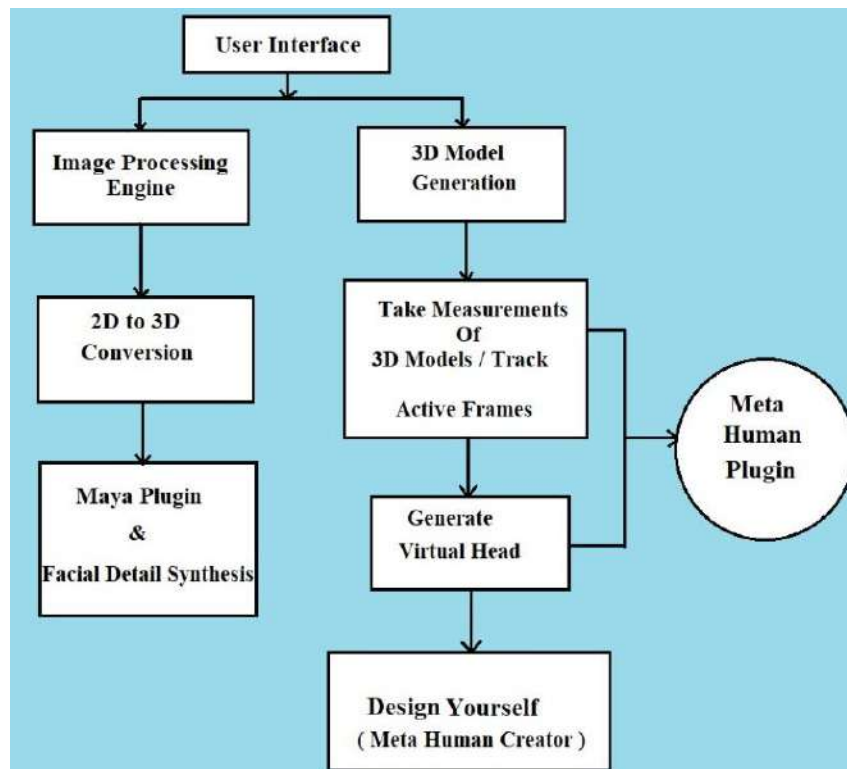 User Interface
Image Processing
Engine
3D Model
Generation
2D to 3D
Conversion
Take Measurements
Of
3D Models / Track
Active Frames
Meta
Human
Plugin
Maya Plugin
&
Facial Detail Synthesis
Generate
Virtual Head
Design Yourself
( Meta Human Creator )